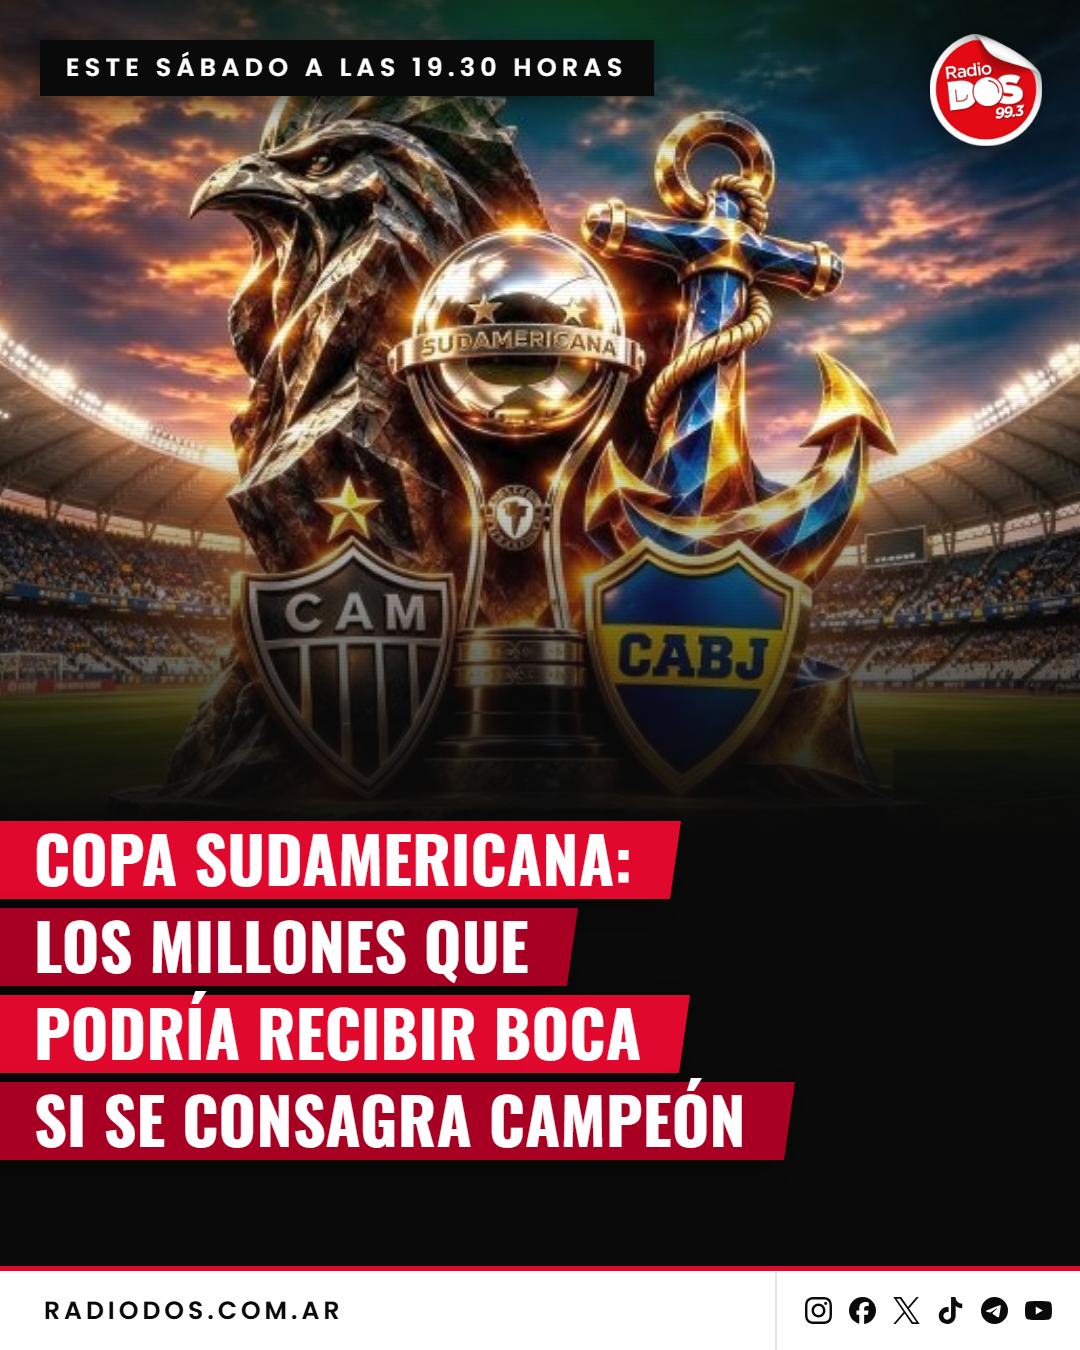 ESTE SÁBADO A LAS 19.30 HORAS
Radio
DOS
99.3
SUDAMERICANA
CAM
CABJ
COPA SUDAMERICANA:
LOS MILLONES QUE
PODRÍA RECIBIR BOCA
SI SE CONSAGRA CAMPEÓN
RADIODOS.COM.AR